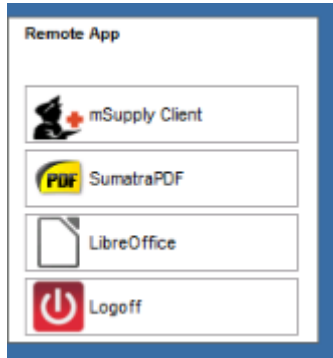 Remote App
mSupply Client
PDF
SumatraPDF
LibreOffice
Logoff